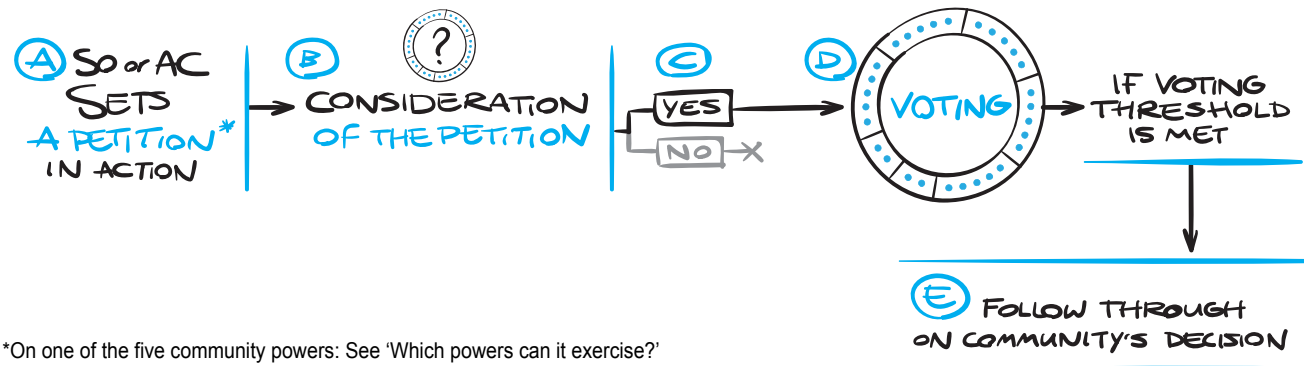 A SO or AC
SETS
A PETITION*
IN ACTION
B
?
CONSIDERATION
OF THE PETITION
C
YES
NO
D
VOTING
IF VOTING
THRESHOLD
IS MET
E FOLLOW THROUGH
ON COMMUNITY'S DECISION
*On one of the five community powers: See ‘Which powers can it exercise?’